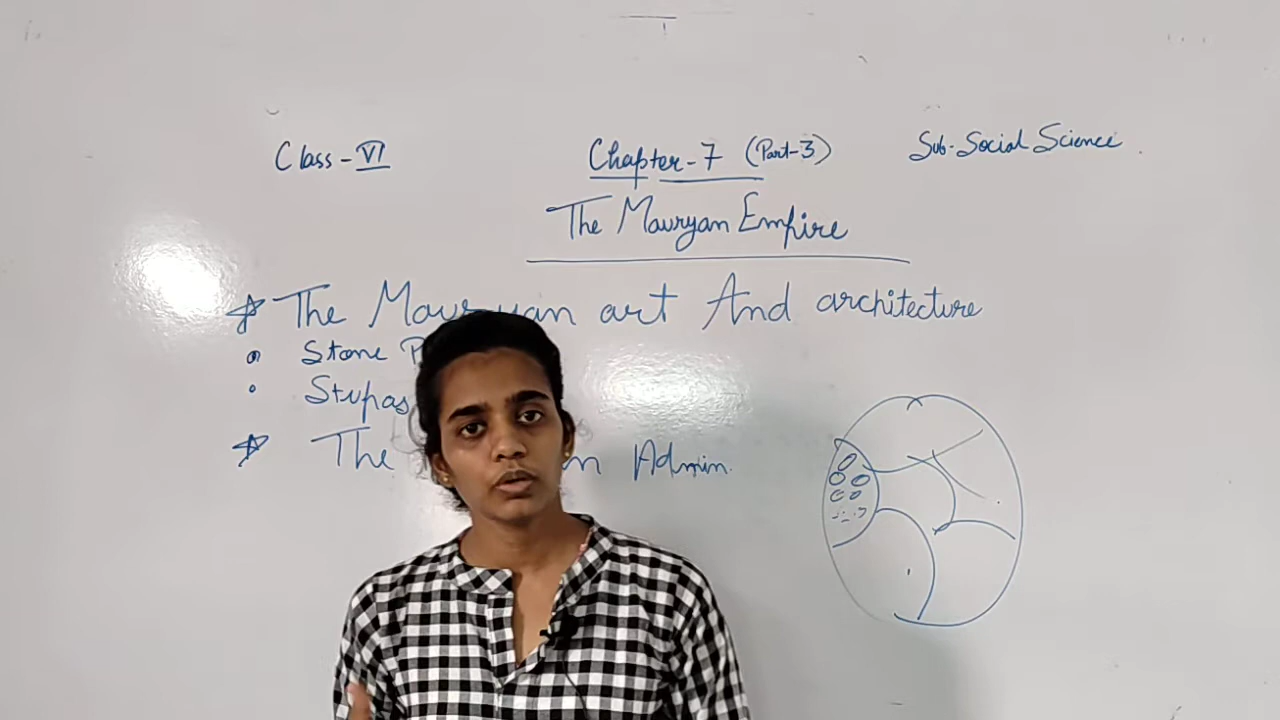 Class - VI
Chapter - 7 (Part-3)
Sub - Social Science
The Mauryan Empire
☆ The Mauryan art And architecture
• Stone
• Stupas
☆ The Admin.